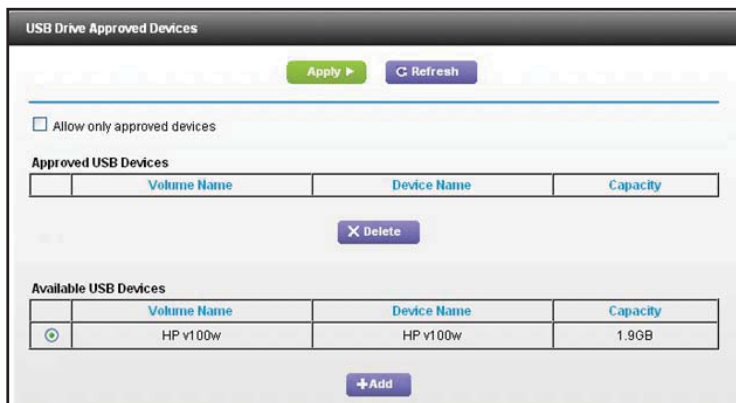 USB Drive Approved Devices
Apply Refresh
Allow only approved devices
Approved USB Devices
Volume Name Device Name Capacity
Delete
Available USB Devices
Volume Name Device Name Capacity
HP v100w HP v100w 1.9GB
+Add